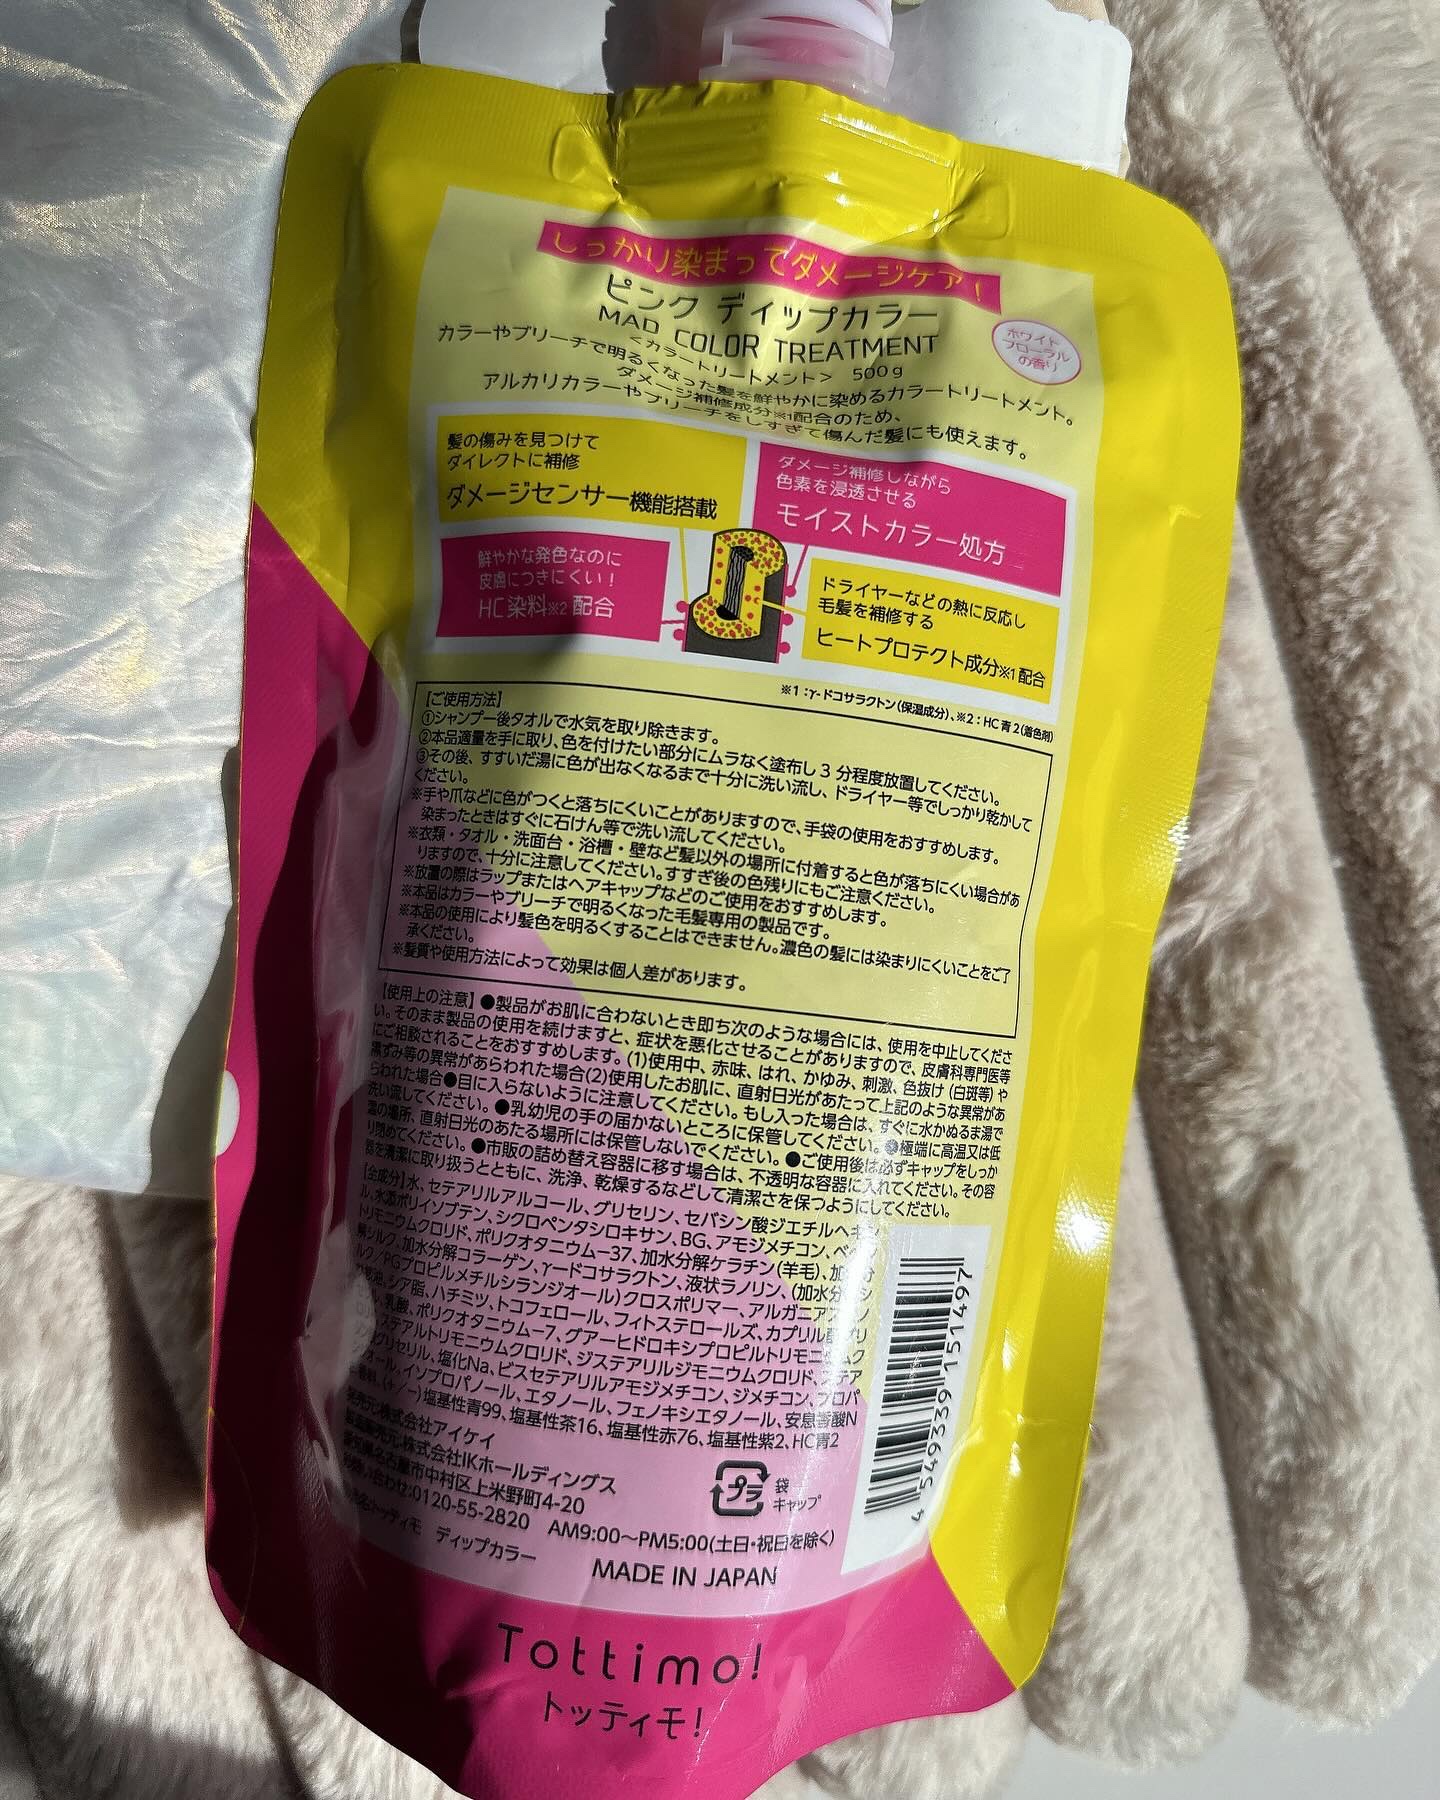 しっかり染まってダメージケア!
ピンク ディップカラー
MAD COLOR TREATMENT
<カラートリートメント> 500g
ホワイト
フローラル
の香り
カラーやブリーチで明るくなった髪を鮮やかに染めるカラートリートメント。
ダメージ補修成分※1配合のため、
アルカリカラーやブリーチをしすぎて傷んだ髪にも使えます。
髪の傷みを見つけて
ダイレクトに補修
ダメージセンサー機能搭載
ダメージ補修しながら
色素を浸透させる
モイストカラー処方
鮮やかな発色なのに
皮膚につきにくい!
HC染料※2 配合
ドライヤーなどの熱に反応し
毛髪を補修する
ヒートプロテクト成分※1 配合
※1:γ-ドコサラクトン(保湿成分)、※2:HC青2(着色剤)
【ご使用方法】
①シャンプー後タオルで水気を取り除きます。
②本品適量を手に取り、色を付けたい部分にムラなく塗布し3分程度放置してください。
③その後、すすいだ湯に色が出なくなるまで十分に洗い流し、ドライヤー等でしっかり乾かして
ください。
※手や爪などに色がつくと落ちにくいことがありますので、手袋の使用をおすすめします。
染まったときはすぐに石けん等で洗い流してください。
※衣類・タオル・洗面台・浴槽・壁など髪以外の場所に付着すると色が落ちにくい場合があ
りますので、十分に注意してください。すすぎ後の色残りにもご注意ください。
※放置の際はラップまたはヘアキャップなどのご使用をおすすめします。
※本品はカラーやブリーチで明るくなった毛髪専用の製品です。
※本品の使用により髪色を明るくすることはできません。濃色の髪には染まりにくいことをご了
承ください。
※髪質や使用方法によって効果は個人差があります。
【使用上の注意】●製品がお肌に合わないとき即ち次のような場合には、使用を中止してくださ
い。そのまま製品の使用を続けますと、症状を悪化させることがありますので、皮膚科専門医等
にご相談されることをおすすめします。(1)使用中、赤味、はれ、かゆみ、刺激、色抜け(白斑等)や
黒ずみ等の異常があらわれた場合(2)使用したお肌に、直射日光があたって上記のような異常があ
らわれた場合●目に入らないように注意してください。もし入った場合は、すぐに水かぬるま湯で
洗い流してください。●乳幼児の手の届かないところに保管してください。●極端に高温又は低
温の場所、直射日光のあたる場所には保管しないでください。●ご使用後は必ずキャップをしっか
り閉めてください。●市販の詰め替え容器に移す場合は、不透明な容器に入れてください。その容
器を清潔に取り扱うとともに、洗浄、乾燥するなどして清潔さを保つようにしてください。
【全成分】水、セテアリルアルコール、グリセリン、セバシン酸ジエチルヘキシ
ル、水添ポリイソブテン、シクロペンタシロキサン、BG、アモジメチコン、ベヘン
トリモニウムクロリド、ポリクオタニウム-37、加水分解ケラチン(羊毛)、加水分
解シルク、加水分解コラーゲン、γ-ドコサラクトン、液状ラノリン、(加水分解シ
ルク/PGプロピルメチルシランジオール)クロスポリマー、アルガニアスピノ
サ核油、シア脂、ハチミツ、トコフェロール、フィトステロールズ、カプリル酸グリ
セリル、乳酸、ポリクオタニウム-7、グアーヒドロキシプロピルトリモニウムク
ロリド、ステアルトリモニウムクロリド、ジステアリルジモニウムクロリド、ステア
リン酸グリセリル、塩化Na、ビスセテアリルアモジメチコン、ジメチコン、プロパ
ンジオール、イソプロパノール、エタノール、フェノキシエタノール、安息香酸N
a、香料、(+/-)塩基性青99、塩基性茶16、塩基性赤76、塩基性紫2、HC青2
発売元:株式会社アイケイ
製造販売元:株式会社IKホールディングス
愛知県名古屋市中村区上米野町4-20
お問い合わせ:0120-55-2820 AM9:00~PM5:00(土日・祝日を除く)
トッティモ ディップカラー
プラ
袋
キャップ
MADE IN JAPAN
4 549339 151497
Tottimo!
トッティモ!